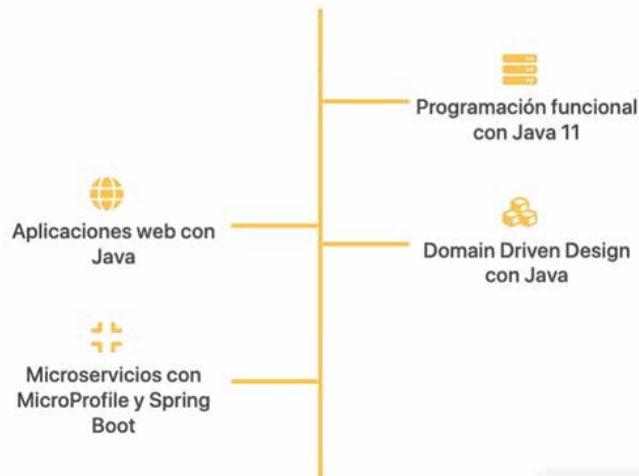 Programación funcional
con Java 11
Aplicaciones web con
Java
Domain Driven Design
con Java
Microservicios con
MicroProfile y Spring
Boot